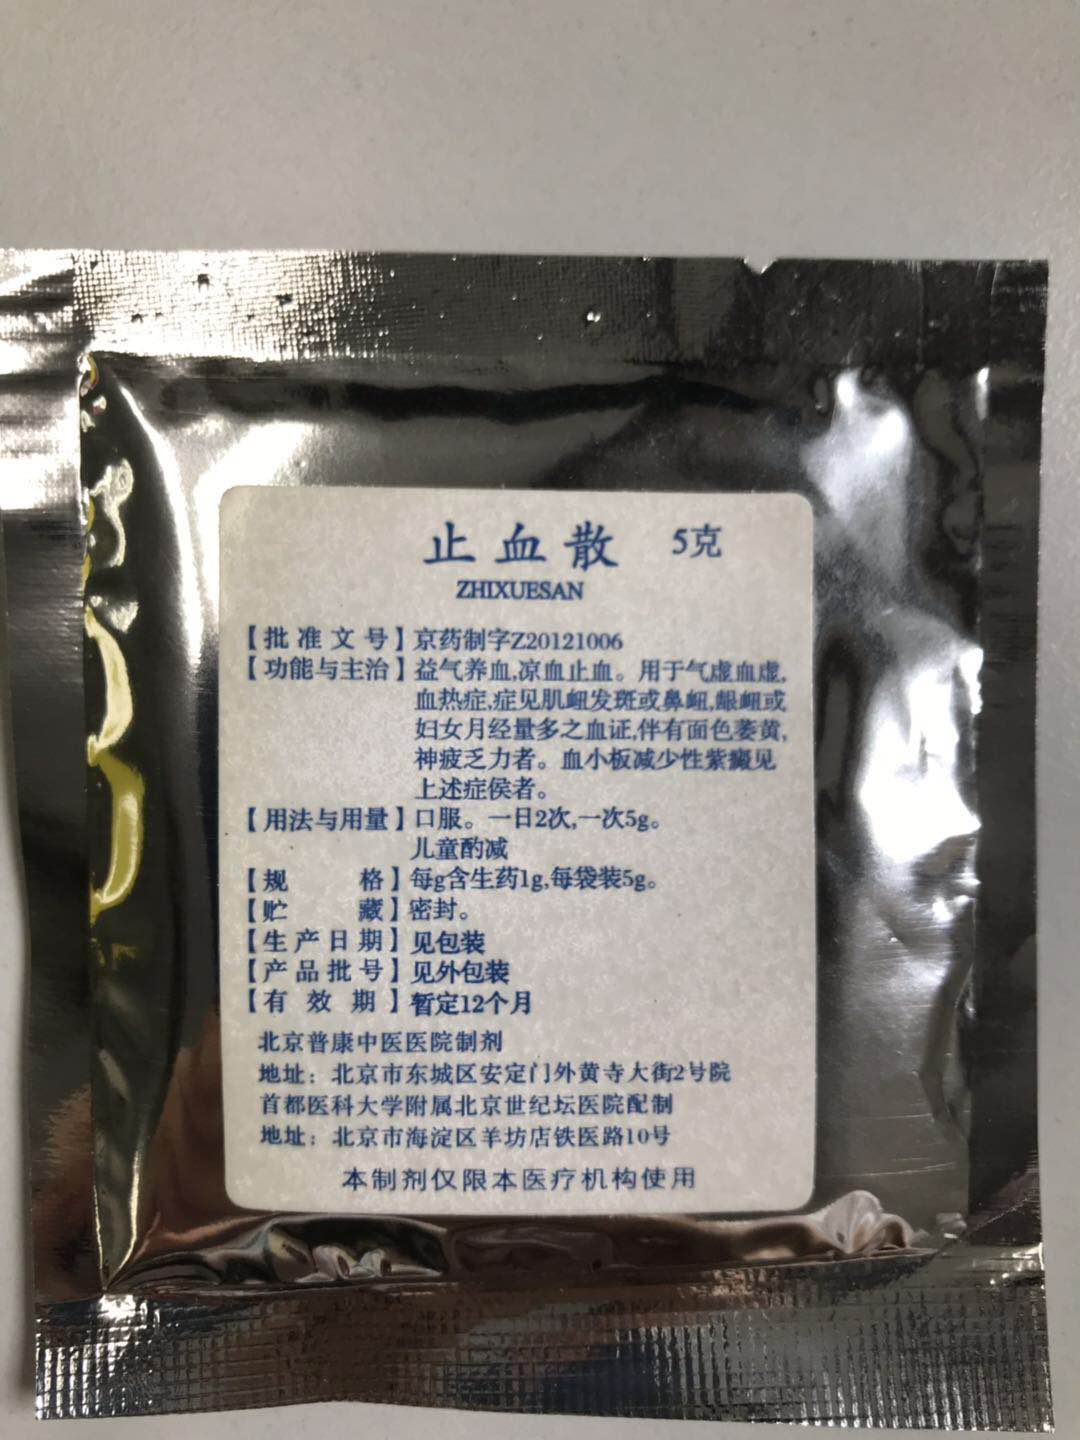 止血散 5克
ZHIXUESAN
【批准文号】京药制字Z20121006
【功能与主治】益气养血,凉血止血。用于气虚血虚,
血热症,症见肌衄发斑或鼻衄,龈衄或
妇女月经量多之血证,伴有面色萎黄,
神疲乏力者。血小板减少性紫癜见
上述症侯者。
【用法与用量】口服。一日2次,一次5g。
儿童酌减
【规 格】每g含生药1g,每袋装5g。
【贮 藏】密封。
【生产日期】见包装
【产品批号】见外包装
【有效期】暂定12个月
北京普康中医医院制剂
地址：北京市东城区安定门外黄寺大街2号院
首都医科大学附属北京世纪坛医院配制
地址：北京市海淀区羊坊店铁医路10号
本制剂仅限本医疗机构使用